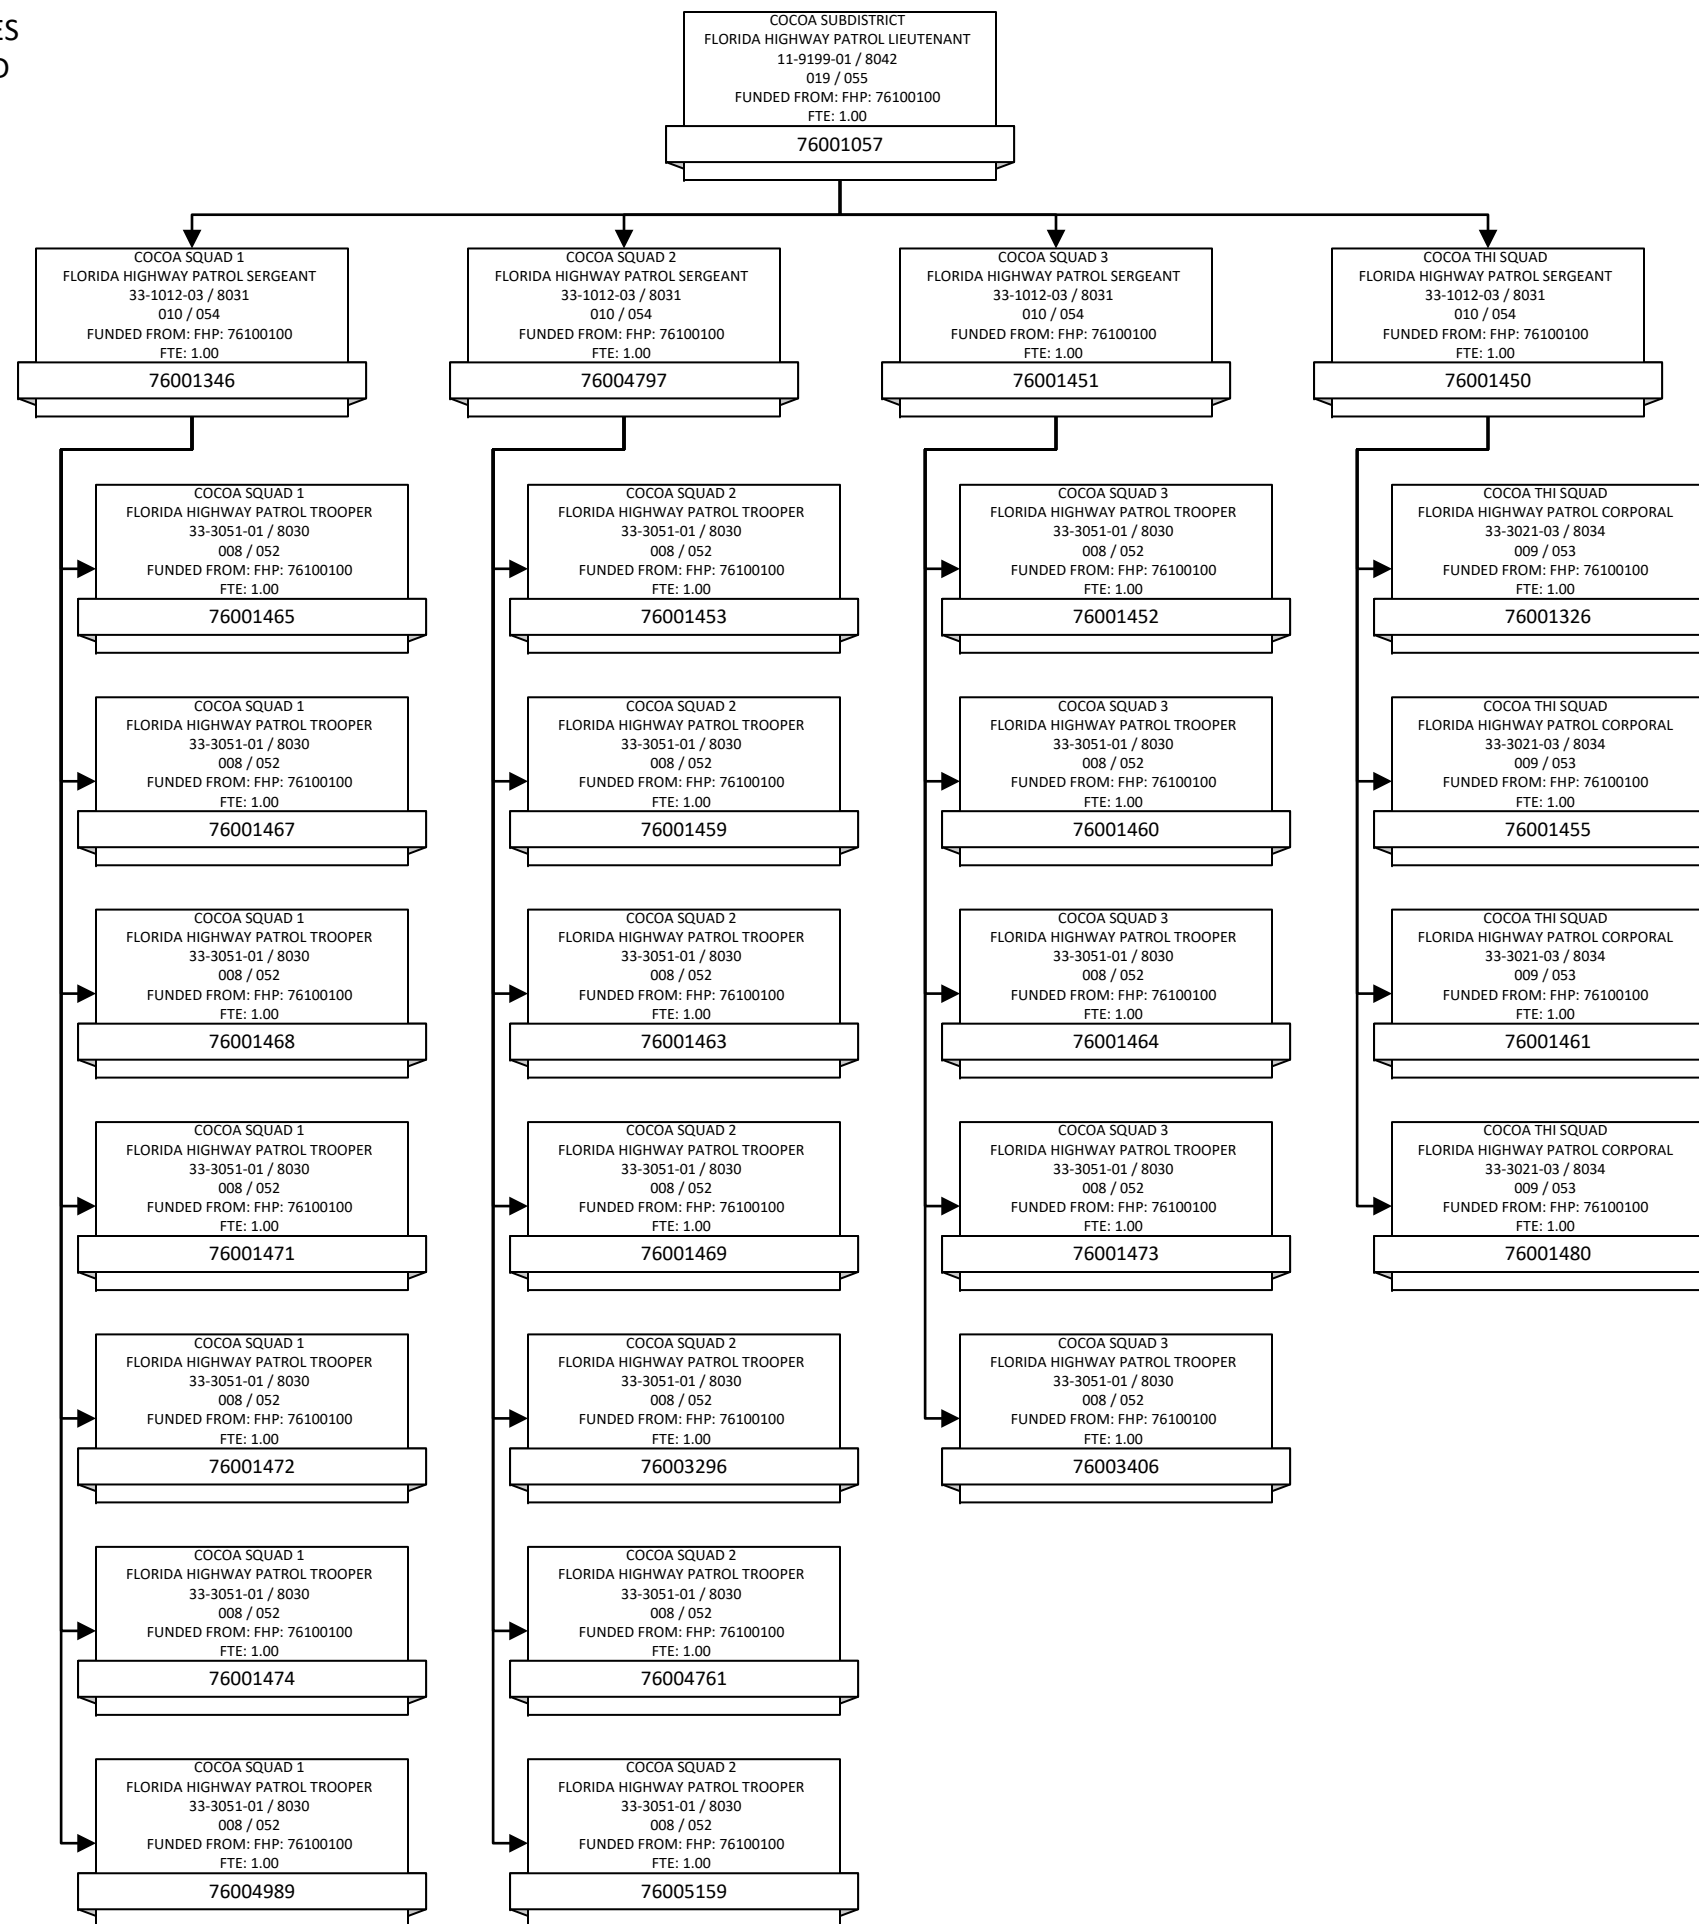 ES
COCOA SUBDISTRICT
FLORIDA HIGHWAY PATROL LIEUTENANT
11-9199-01 / 8042
019 / 055
FUNDED FROM: FHP: 76100100
FTE: 1.00
76001057
COCOA SQUAD 1
FLORIDA HIGHWAY PATROL SERGEANT
33-1012-03 / 8031
010 / 054
FUNDED FROM: FHP: 76100100
FTE: 1.00
76001346
COCOA SQUAD 2
FLORIDA HIGHWAY PATROL SERGEANT
33-1012-03 / 8031
010 / 054
FUNDED FROM: FHP: 76100100
FTE: 1.00
76004797
COCOA SQUAD 3
FLORIDA HIGHWAY PATROL SERGEANT
33-1012-03 / 8031
010 / 054
FUNDED FROM: FHP: 76100100
FTE: 1.00
76001451
COCOA THI SQUAD
FLORIDA HIGHWAY PATROL SERGEANT
33-1012-03 / 8031
010 / 054
FUNDED FROM: FHP: 76100100
FTE: 1.00
76001450
COCOA SQUAD 1
FLORIDA HIGHWAY PATROL TROOPER
33-3051-01 / 8030
008 / 052
FUNDED FROM: FHP: 76100100
FTE: 1.00
76001465
COCOA SQUAD 2
FLORIDA HIGHWAY PATROL TROOPER
33-3051-01 / 8030
008 / 052
FUNDED FROM: FHP: 76100100
FTE: 1.00
76001453
COCOA SQUAD 3
FLORIDA HIGHWAY PATROL TROOPER
33-3051-01 / 8030
008 / 052
FUNDED FROM: FHP: 76100100
FTE: 1.00
76001452
COCOA THI SQUAD
FLORIDA HIGHWAY PATROL CORPORAL
33-3021-03 / 8034
009 / 053
FUNDED FROM: FHP: 76100100
FTE: 1.00
76001326
COCOA SQUAD 1
FLORIDA HIGHWAY PATROL TROOPER
33-3051-01 / 8030
008 / 052
FUNDED FROM: FHP: 76100100
FTE: 1.00
76001467
COCOA SQUAD 2
FLORIDA HIGHWAY PATROL TROOPER
33-3051-01 / 8030
008 / 052
FUNDED FROM: FHP: 76100100
FTE: 1.00
76001459
COCOA SQUAD 3
FLORIDA HIGHWAY PATROL TROOPER
33-3051-01 / 8030
008 / 052
FUNDED FROM: FHP: 76100100
FTE: 1.00
76001460
COCOA THI SQUAD
FLORIDA HIGHWAY PATROL CORPORAL
33-3021-03 / 8034
009 / 053
FUNDED FROM: FHP: 76100100
FTE: 1.00
76001455
COCOA SQUAD 1
FLORIDA HIGHWAY PATROL TROOPER
33-3051-01 / 8030
008 / 052
FUNDED FROM: FHP: 76100100
FTE: 1.00
76001468
COCOA SQUAD 2
FLORIDA HIGHWAY PATROL TROOPER
33-3051-01 / 8030
008 / 052
FUNDED FROM: FHP: 76100100
FTE: 1.00
76001463
COCOA SQUAD 3
FLORIDA HIGHWAY PATROL TROOPER
33-3051-01 / 8030
008 / 052
FUNDED FROM: FHP: 76100100
FTE: 1.00
76001464
COCOA THI SQUAD
FLORIDA HIGHWAY PATROL CORPORAL
33-3021-03 / 8034
009 / 053
FUNDED FROM: FHP: 76100100
FTE: 1.00
76001461
COCOA SQUAD 1
FLORIDA HIGHWAY PATROL TROOPER
33-3051-01 / 8030
008 / 052
FUNDED FROM: FHP: 76100100
FTE: 1.00
76001471
COCOA SQUAD 2
FLORIDA HIGHWAY PATROL TROOPER
33-3051-01 / 8030
008 / 052
FUNDED FROM: FHP: 76100100
FTE: 1.00
76001469
COCOA SQUAD 3
FLORIDA HIGHWAY PATROL TROOPER
33-3051-01 / 8030
008 / 052
FUNDED FROM: FHP: 76100100
FTE: 1.00
76001473
COCOA THI SQUAD
FLORIDA HIGHWAY PATROL CORPORAL
33-3021-03 / 8034
009 / 053
FUNDED FROM: FHP: 76100100
FTE: 1.00
76001480
COCOA SQUAD 1
FLORIDA HIGHWAY PATROL TROOPER
33-3051-01 / 8030
008 / 052
FUNDED FROM: FHP: 76100100
FTE: 1.00
76001472
COCOA SQUAD 2
FLORIDA HIGHWAY PATROL TROOPER
33-3051-01 / 8030
008 / 052
FUNDED FROM: FHP: 76100100
FTE: 1.00
76003296
COCOA SQUAD 3
FLORIDA HIGHWAY PATROL TROOPER
33-3051-01 / 8030
008 / 052
FUNDED FROM: FHP: 76100100
FTE: 1.00
76003406
COCOA SQUAD 1
FLORIDA HIGHWAY PATROL TROOPER
33-3051-01 / 8030
008 / 052
FUNDED FROM: FHP: 76100100
FTE: 1.00
76001474
COCOA SQUAD 2
FLORIDA HIGHWAY PATROL TROOPER
33-3051-01 / 8030
008 / 052
FUNDED FROM: FHP: 76100100
FTE: 1.00
76004761
COCOA SQUAD 1
FLORIDA HIGHWAY PATROL TROOPER
33-3051-01 / 8030
008 / 052
FUNDED FROM: FHP: 76100100
FTE: 1.00
76004989
COCOA SQUAD 2
FLORIDA HIGHWAY PATROL TROOPER
33-3051-01 / 8030
008 / 052
FUNDED FROM: FHP: 76100100
FTE: 1.00
76005159